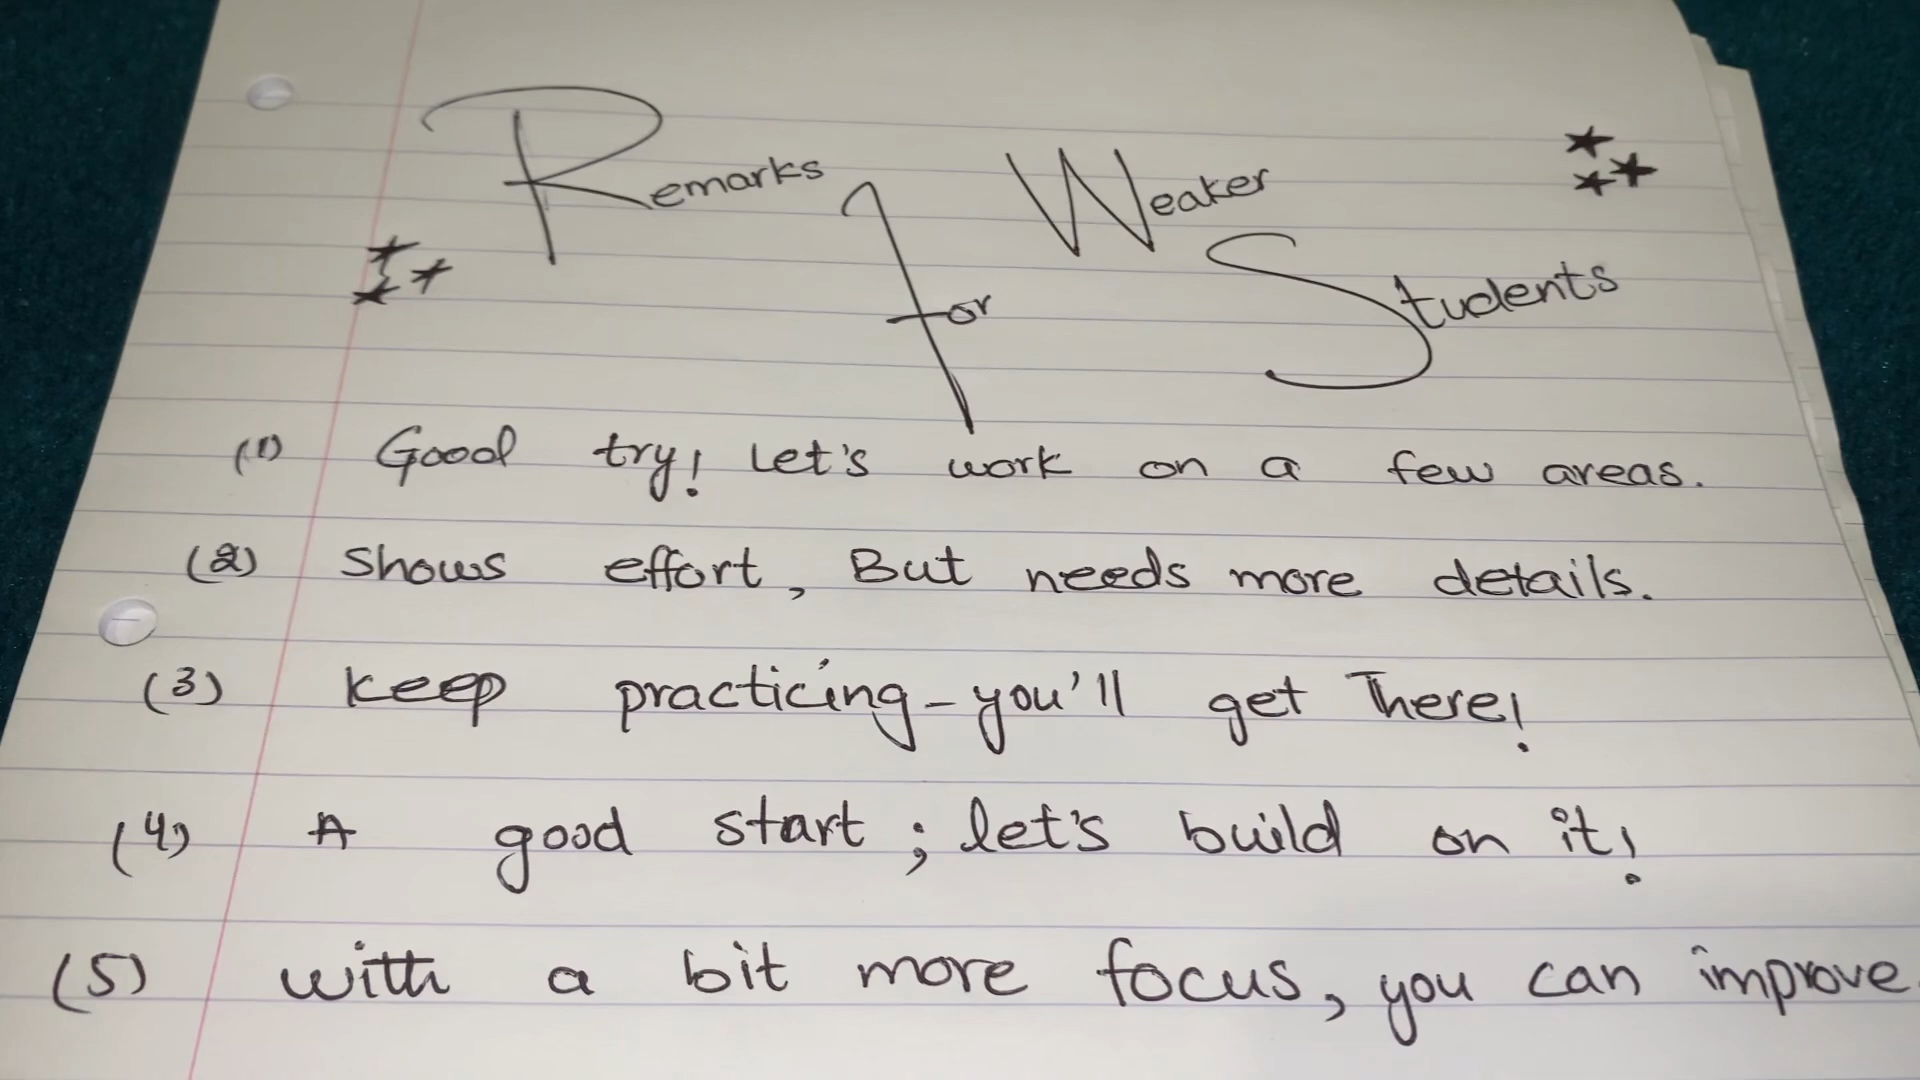 Remarks for Weaker Students
(1) Good try! Let's work on a few areas.
(2) Shows effort, But needs more details.
(3) Keep practicing - you'll get There!
(4) A good start ; let's build on it!
(5) with a bit more focus, you can improve.